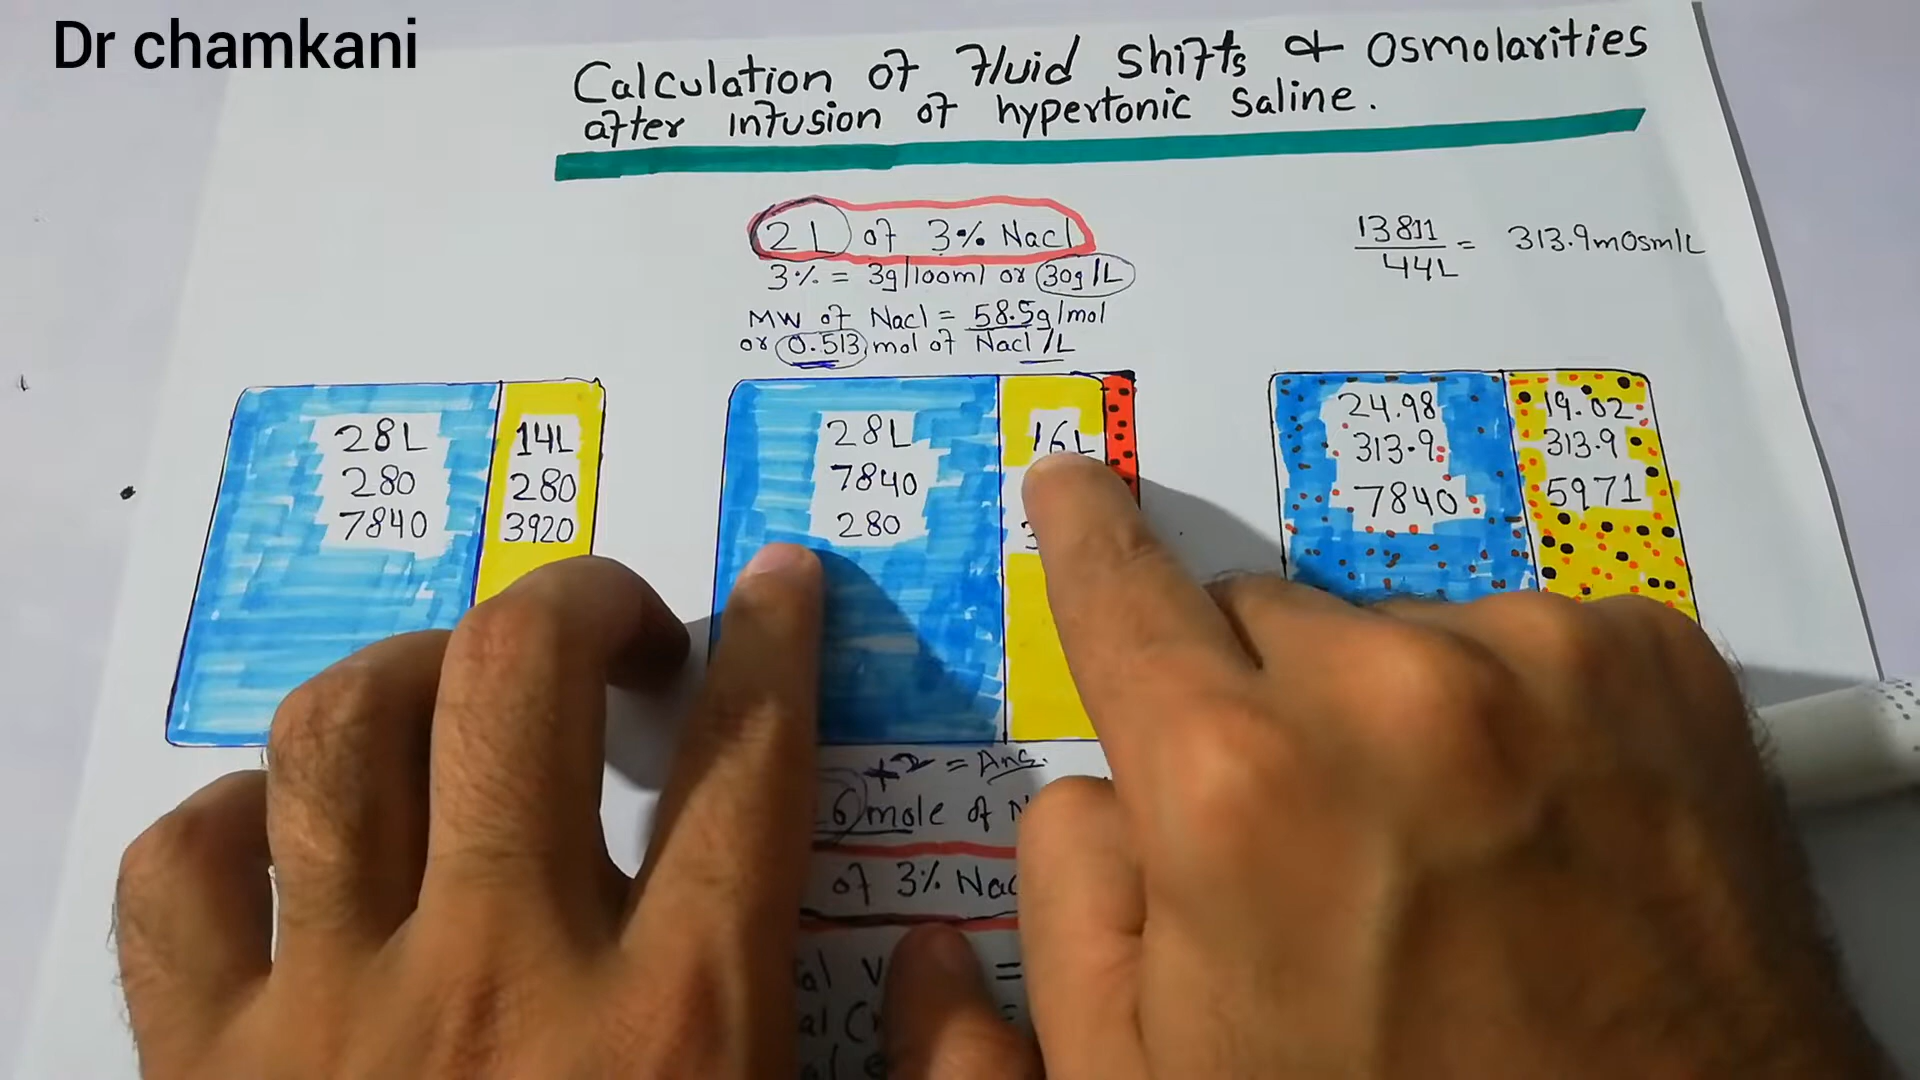 Dr chamkani
Calculation of Fluid Shifts & Osmolarities
after infusion of hypertonic saline.
2L of 3% Nacl
3% = 3g/100ml or 30g/L
MW of Nacl = 58.5g/mol
or 0.513 mol of Nacl/L
13811 = 313.9mOsm/L
44L
28L
280
7840
14L
280
3920
28L
7840
280
16L
24.98
313.9
7840
19.02
313.9
5971
= Ans.
mole of
of 3%
=